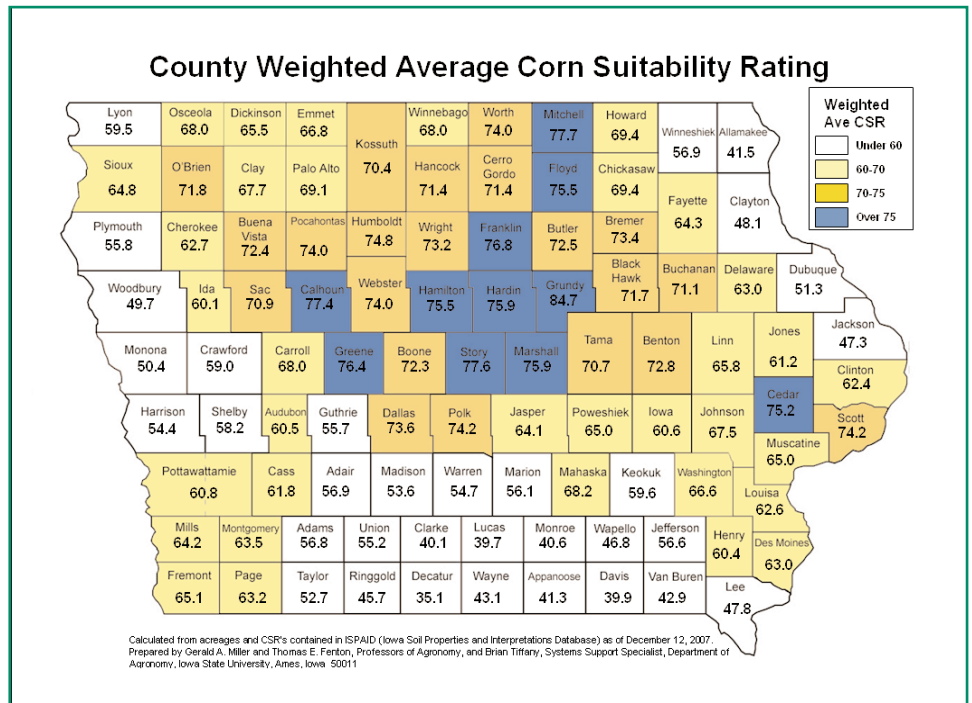 County Weighted Average Corn Suitability Rating
Weighted
Ave CSR
Under 60
60-70
70-75
Over 75
Lyon
59.5
Osceola
68.0
Dickinson
65.5
Emmet
66.8
Kossuth
70.4
Winnebago
68.0
Worth
74.0
Mitchell
77.7
Howard
69.4
Winneshiek
56.9
Allamakee
41.5
Sioux
64.8
O'Brien
71.8
Clay
67.7
Palo Alto
69.1
Hancock
71.4
Cerro
Gordo
71.4
Floyd
75.5
Chickasaw
69.4
Fayette
64.3
Clayton
48.1
Plymouth
55.8
Cherokee
62.7
Buena
Vista
72.4
Pocahontas
74.0
Humboldt
74.8
Wright
73.2
Franklin
76.8
Butler
72.5
Bremer
73.4
Woodbury
49.7
Ida
60.1
Sac
70.9
Calhoun
77.4
Webster
74.0
Hamilton
75.5
Hardin
75.9
Grundy
84.7
Black
Hawk
71.7
Buchanan
71.1
Delaware
63.0
Dubuque
51.3
Monona
50.4
Crawford
59.0
Carroll
68.0
Greene
76.4
Boone
72.3
Story
77.6
Marshall
75.9
Tama
70.7
Benton
72.8
Linn
65.8
Jones
61.2
Jackson
47.3
Clinton
62.4
Cedar
75.2
Scott
74.2
Harrison
54.4
Shelby
58.2
Audubon
60.5
Guthrie
55.7
Dallas
73.6
Polk
74.2
Jasper
64.1
Poweshiek
65.0
Iowa
60.6
Johnson
67.5
Muscatine
65.0
Pottawattamie
60.8
Cass
61.8
Adair
56.9
Madison
53.6
Warren
54.7
Marion
56.1
Mahaska
68.2
Keokuk
59.6
Washington
66.6
Louisa
62.6
Mills
64.2
Montgomery
63.5
Adams
56.8
Union
55.2
Clarke
40.1
Lucas
39.7
Monroe
40.6
Wapello
46.8
Jefferson
56.6
Henry
60.4
Des Moines
63.0
Fremont
65.1
Page
63.2
Taylor
52.7
Ringgold
45.7
Decatur
35.1
Wayne
43.1
Appanoose
41.3
Davis
39.9
Van Buren
42.9
Lee
47.8
Calculated from acreages and CSR's contained in ISPAID (Iowa Soil Properties and Interpretations Database) as of December 12, 2007.
Prepared by Gerald A. Miller and Thomas E. Fenton, Professors of Agronomy, and Brian Tiffany, Systems Support Specialist, Department of
Agronomy, Iowa State University, Ames, Iowa 50011